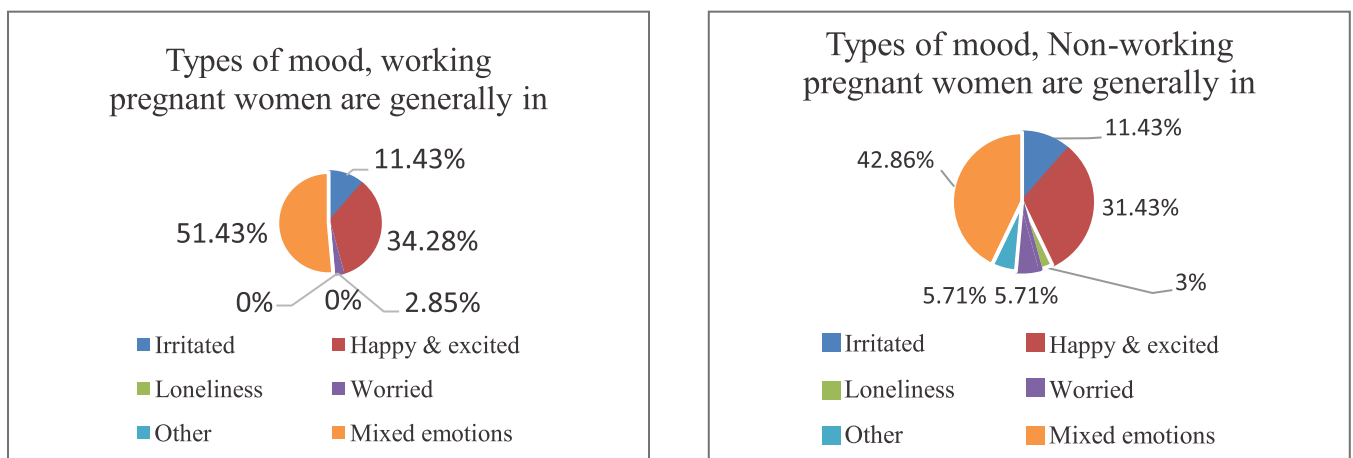 Types of mood, working
pregnant women are generally in
11.43%
51.43%
34.28%
0%
0%
2.85%
Irritated
Happy & excited
Loneliness
Worried
Other
Mixed emotions
Types of mood, Non-working
pregnant women are generally in
11.43%
42.86%
31.43%
3%
5.71%
5.71%
Irritated
Happy & excited
Loneliness
Worried
Other
Mixed emotions